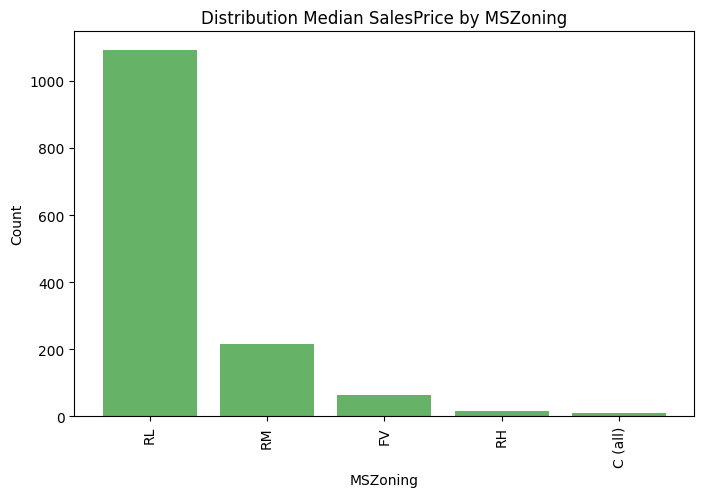 Distribution Median SalesPrice by MSZoning
1000
800
600
400
200
0
Count
RL
RM
FV
RH
C (all)
MSZoning